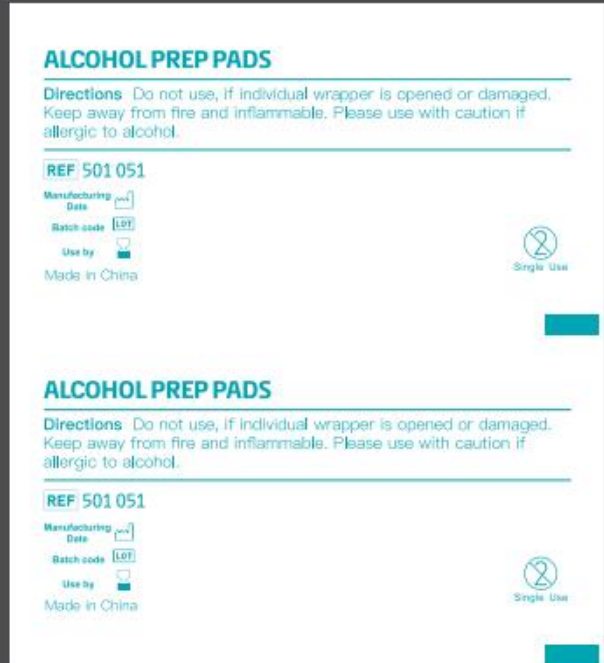 ALCOHOL PREP PADS
Directions Do not use, if individual wrapper is opened or damaged.
Keep away from fire and inflammable. Please use with caution if
allergic to alcohol.
REF 501 051
Manufacturing
Date
Batch code LOT
Use by
Made in China
2
Single Use
ALCOHOL PREP PADS
Directions Do not use, if individual wrapper is opened or damaged.
Keep away from fire and inflammable. Please use with caution if
allergic to alcohol.
REF 501 051
Manufacturing
Date
Batch code LOT
Use by
Made in China
2
Single Use